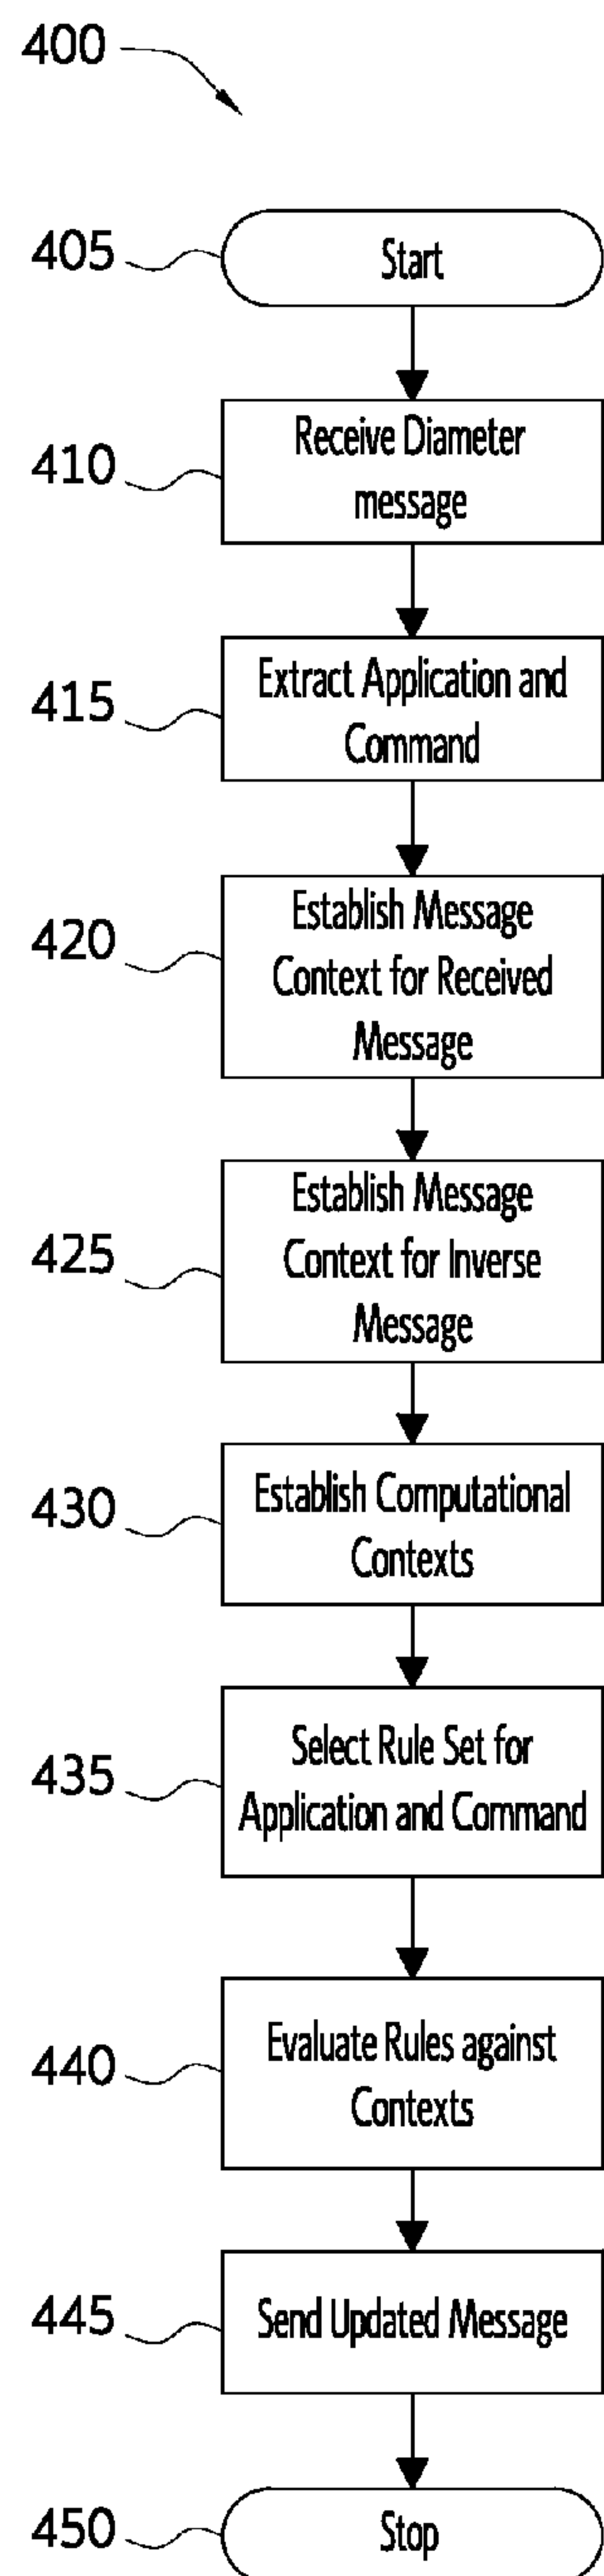 400
405
Start
410
Receive Diameter
message
415
Extract Application and
Command
420
Establish Message
Context for Received
Message
425
Establish Message
Context for Inverse
Message
430
Establish Computational
Contexts
435
Select Rule Set for
Application and Command
440
Evaluate Rules against
Contexts
445
Send Updated Message
450
Stop